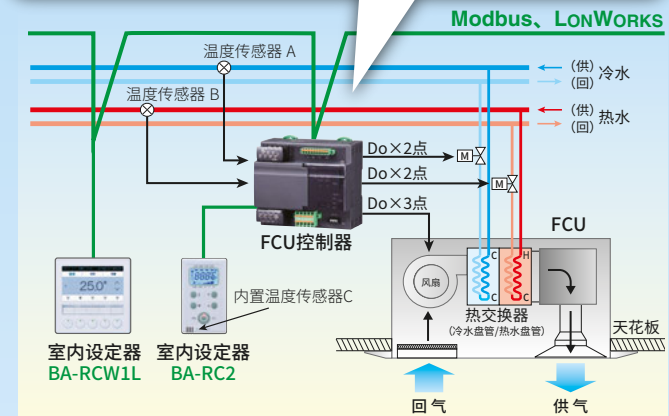 Modbus、LONWORKS
温度传感器 A
（供）
（回）
冷水
温度传感器 B
（供）
（回）
热水
Do×2点
M
Do×2点
M
Do×3点
FCU控制器
FCU
C
H
C
C
风扇
热交换器
（冷水盘管/热水盘管）
天花板
25.0°
内置温度传感器C
室内设定器
BA-RCW1L
室内设定器
BA-RC2
回 气
供 气